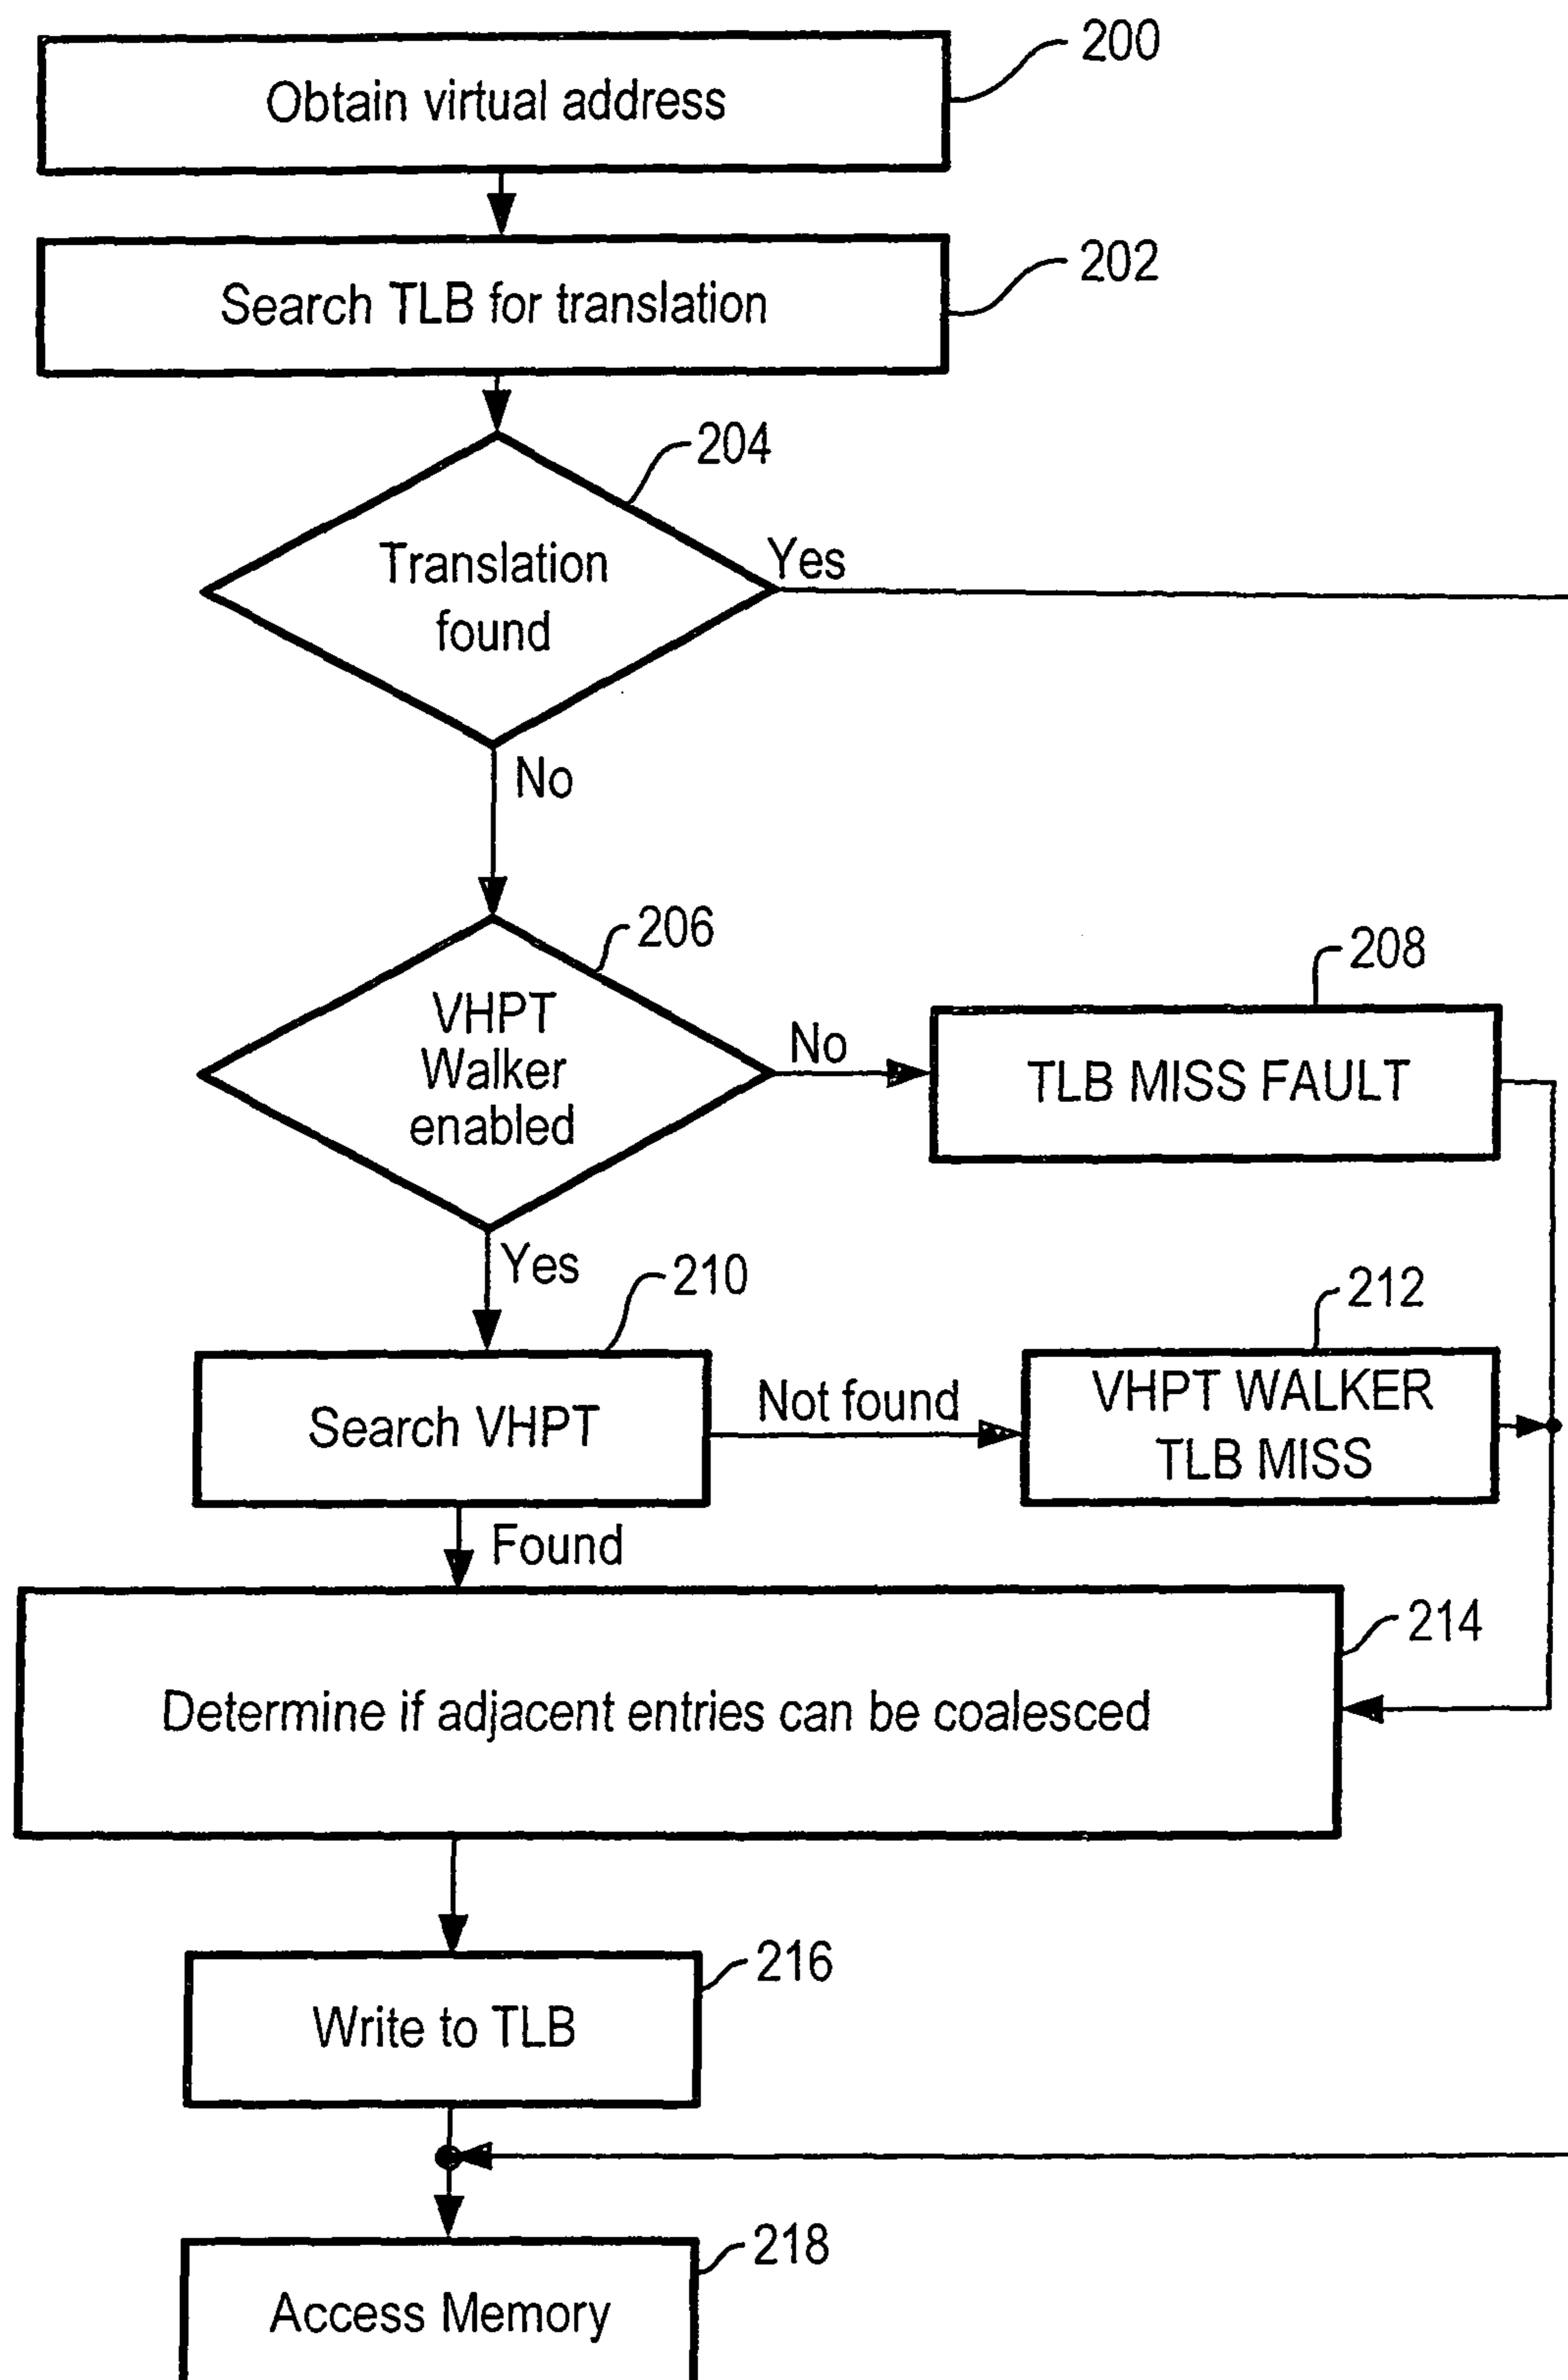 200
Obtain virtual address
202
Search TLB for translation
204
Translation
found
Yes
No
206
VHPT
Walker
enabled
No
208
TLB MISS FAULT
Yes
210
Search VHPT
Not found
212
VHPT WALKER
TLB MISS
Found
214
Determine if adjacent entries can be coalesced
216
Write to TLB
218
Access Memory